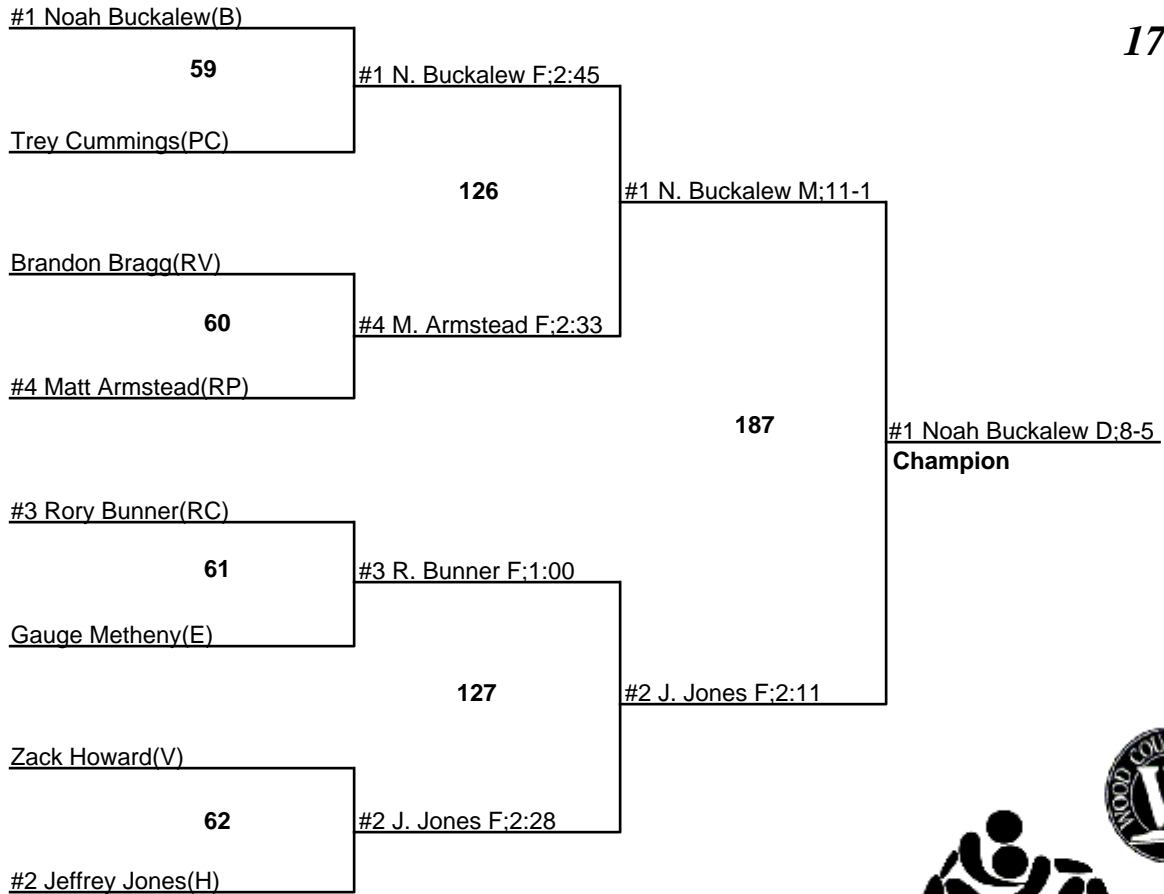 #1 Noah Buckalew(B)
17
59
#1 N. Buckalew F;2:45
Trey Cummings(PC)
126
#1 N. Buckalew M;11-1
Brandon Bragg(RV)
60
#4 M. Armstead F;2:33
#4 Matt Armstead(RP)
187
#1 Noah Buckalew D;8-5
Champion
#3 Rory Bunner(RC)
61
#3 R. Bunner F;1:00
Gauge Metheny(E)
127
#2 J. Jones F;2:11
Zack Howard(V)
62
#2 J. Jones F;2:28
#2 Jeffrey Jones(H)
WOOD